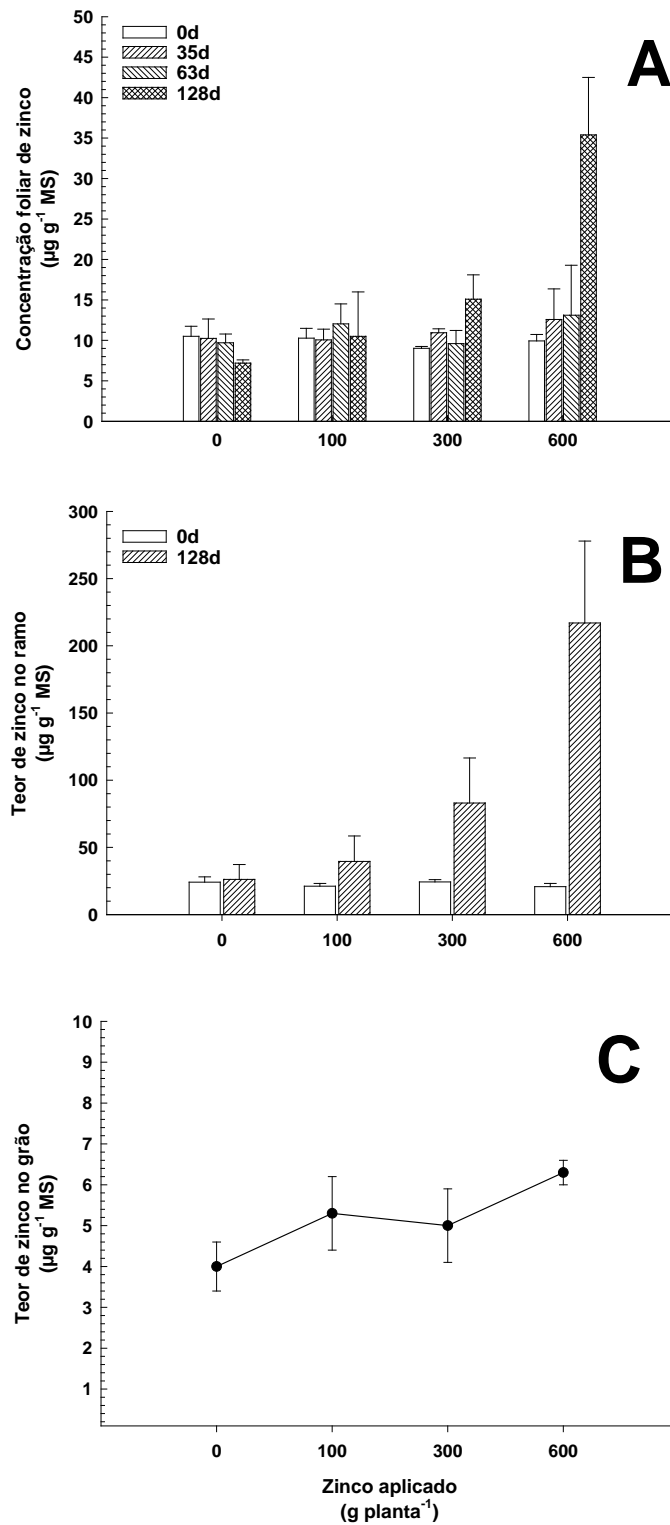 A
0d
35d
63d
128d
50
45
40
35
30
25
20
15
10
5
0
Concentração foliar de zinco
(µg g-1 MS)
0 100 300 600
B
0d
128d
300
250
200
150
100
50
0
Teor de zinco no ramo
(µg g-1 MS)
0 100 300 600
C
10
9
8
7
6
5
4
3
2
1
Teor de zinco no grão
(µg g-1 MS)
0 100 300 600
Zinco aplicado
(g planta-1)